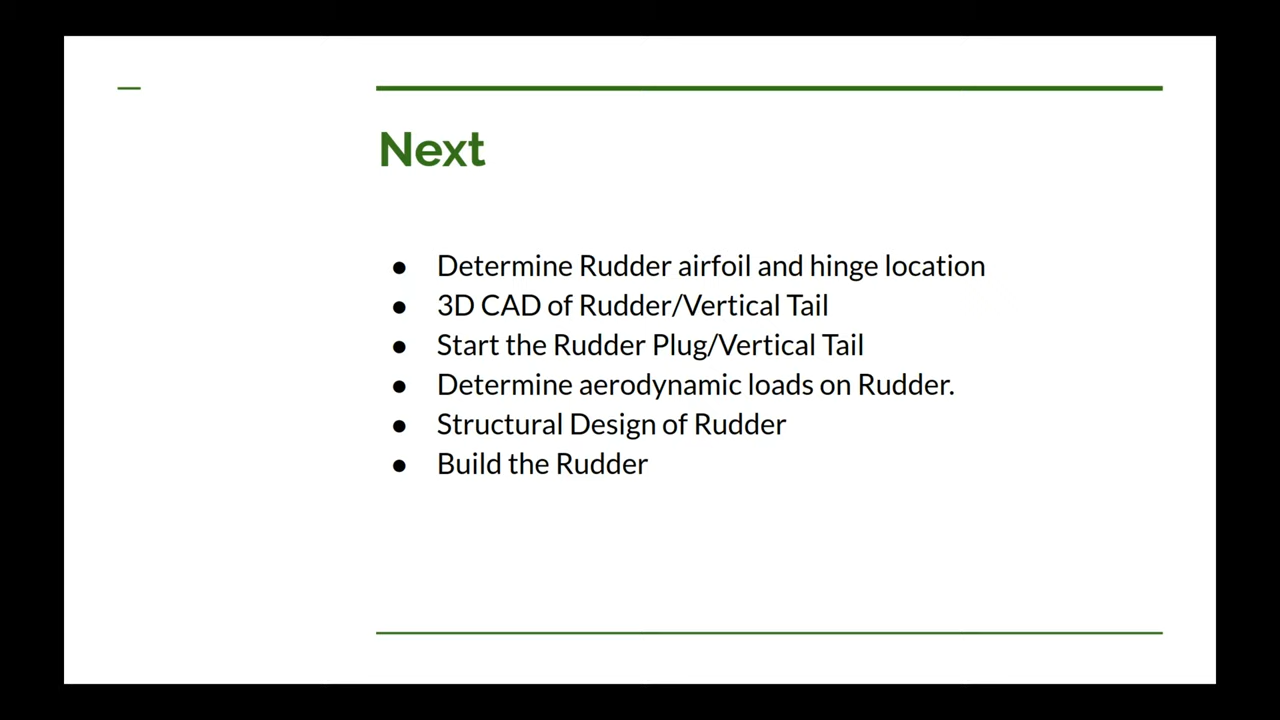 Next
● Determine Rudder airfoil and hinge location
● 3D CAD of Rudder/Vertical Tail
● Start the Rudder Plug/Vertical Tail
● Determine aerodynamic loads on Rudder.
● Structural Design of Rudder
● Build the Rudder